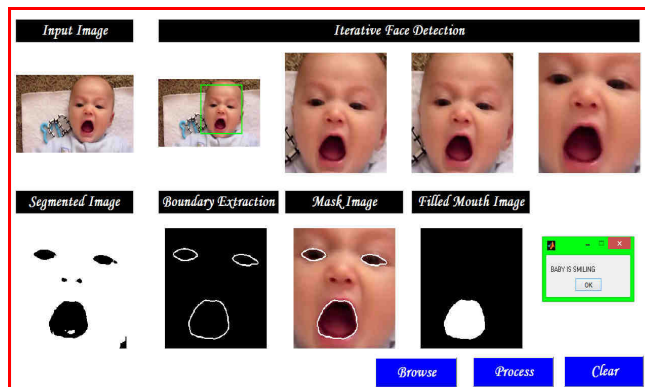 Input Image
Iterative Face Detection
Segmented Image
Boundary Extraction
Mask Image
Filled Mouth Image
BABY IS SMILING
OK
Browse
Process
Clear